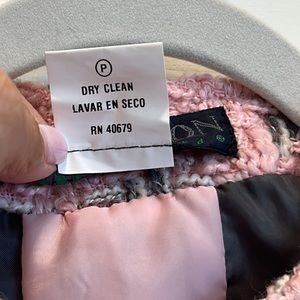 P
DRY CLEAN
LAVAR EN SECO
RN 40679